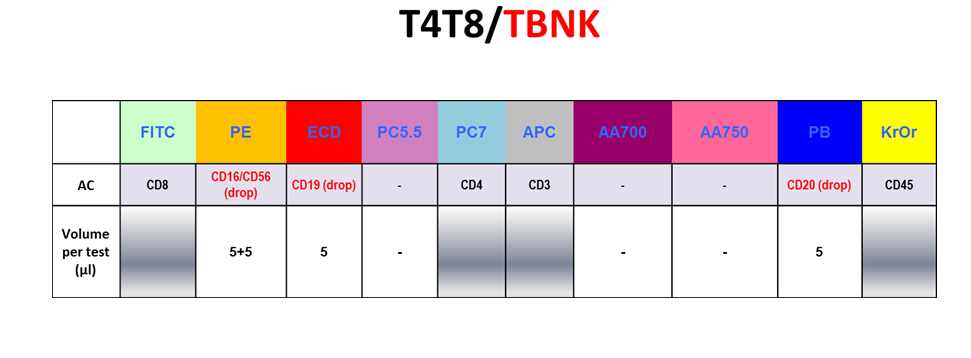 T4T8/TBNK
FITC PE ECD PC5.5 PC7 APC AA700 AA750 PB KrOr
AC CD8 CD16/CD56 (drop) CD19 (drop) - CD4 CD3 - - CD20 (drop) CD45
Volume per test (µl) 5+5 5 - - - 5